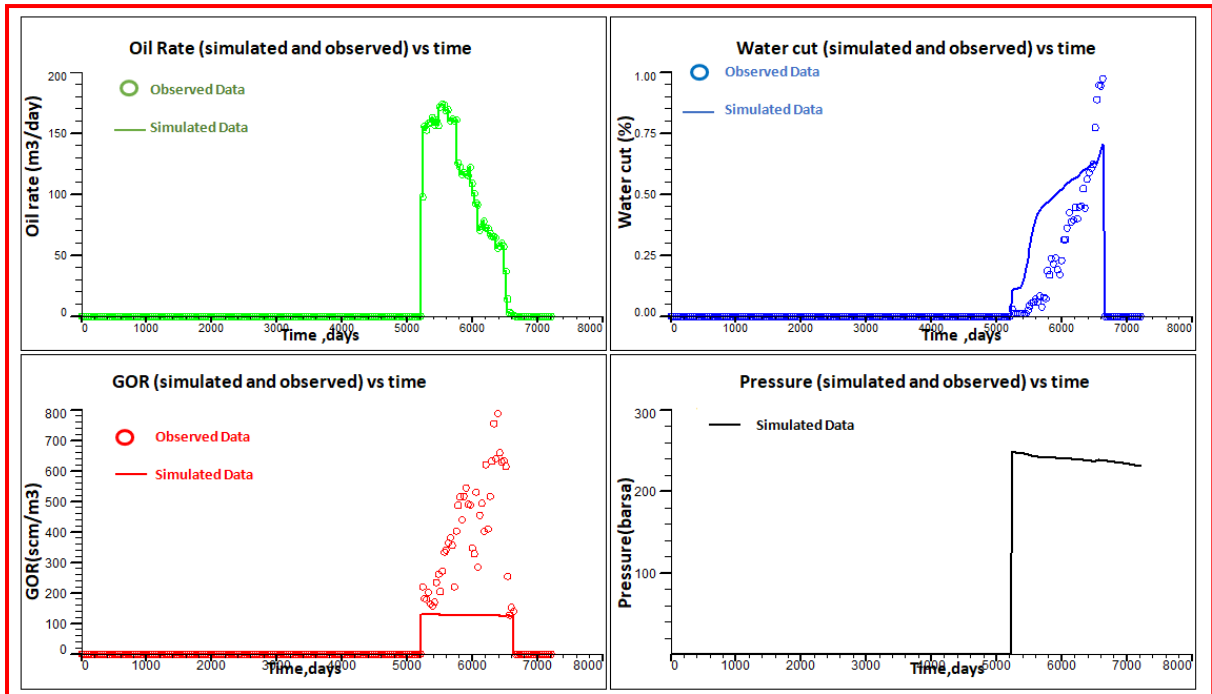 Oil Rate (simulated and observed) vs time
Observed Data
Simulated Data
Oil rate (m3/day)
200
150
100
50
0
0 1000 2000 3000 4000 5000 6000 7000 8000
Time,days
Water cut (simulated and observed) vs time
Observed Data
Simulated Data
Water cut (%)
1.00
0.75
0.50
0.25
0.00
0 1000 2000 3000 4000 5000 6000 7000 8000
Time ,days
GOR (simulated and observed) vs time
Observed Data
Simulated Data
GOR(scm/m3)
800
700
600
500
400
300
200
100
0
0 1000 2000 3000 4000 5000 6000 7000 8000
Time,days
Pressure (simulated and observed) vs time
Simulated Data
Pressure(barsa)
300
200
100
0 1000 2000 3000 4000 5000 6000 7000 8000
Time,days